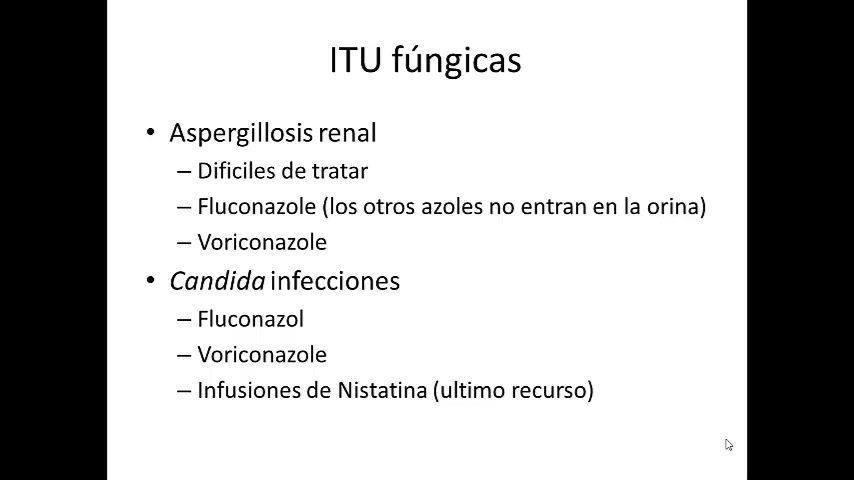 ITU fúngicas
• Aspergillosis renal
– Dificiles de tratar
– Fluconazole (los otros azoles no entran en la orina)
– Voriconazole
• Candida infecciones
– Fluconazol
– Voriconazole
– Infusiones de Nistatina (ultimo recurso)